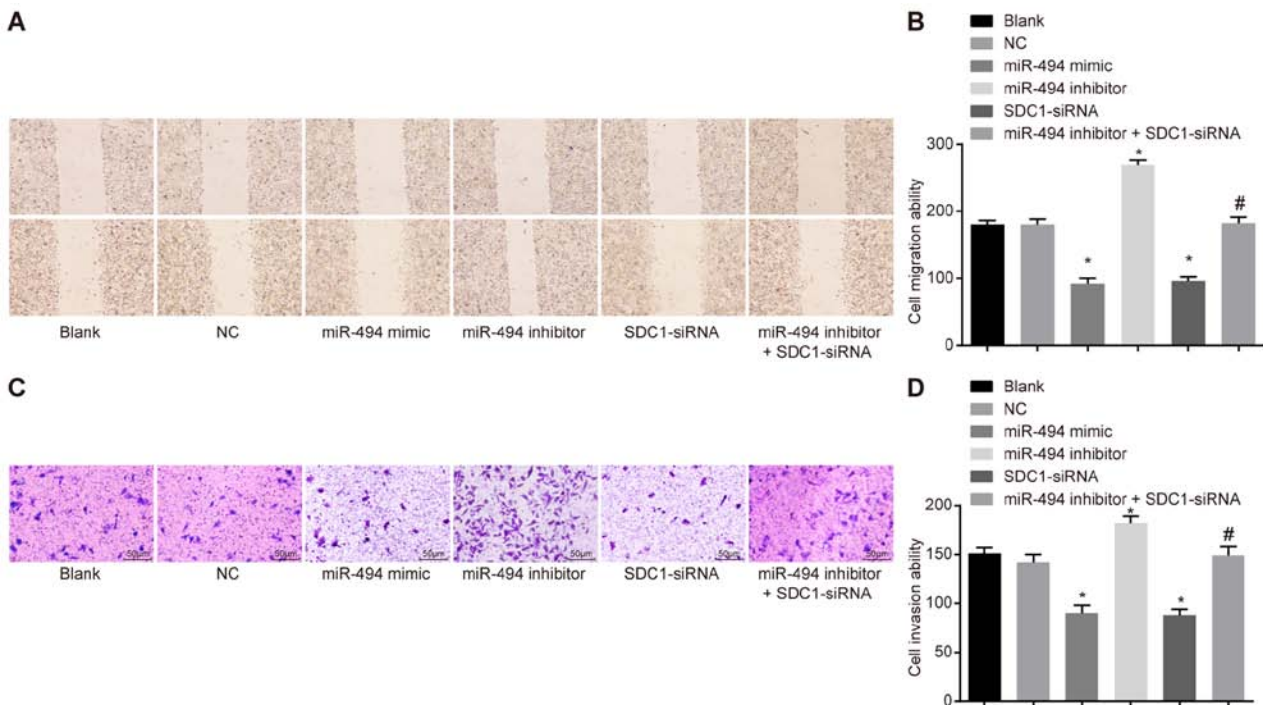 A
Blank
NC
miR-494 mimic
miR-494 inhibitor
SDC1-siRNA
miR-494 inhibitor
+ SDC1-siRNA
B
Blank
NC
miR-494 mimic
miR-494 inhibitor
SDC1-siRNA
miR-494 inhibitor + SDC1-siRNA
Cell migration ability
300
200
100
0
*
*
*
#
C
50μm
50μm
50μm
50μm
50μm
50μm
Blank
NC
miR-494 mimic
miR-494 inhibitor
SDC1-siRNA
miR-494 inhibitor
+ SDC1-siRNA
D
Blank
NC
miR-494 mimic
miR-494 inhibitor
SDC1-siRNA
miR-494 inhibitor + SDC1-siRNA
Cell invasion ability
200
150
100
50
0
*
*
*
#